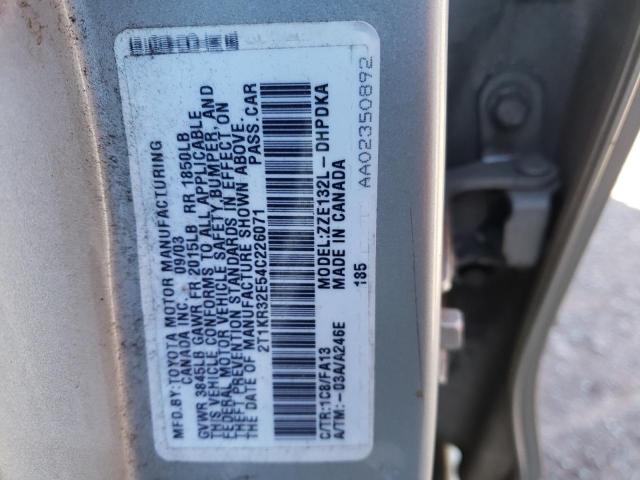 MFD.BY:TOYOTA MOTOR MANUFACTURING
CANADA INC. 09/03
GVWR 3845LB GAWR FR 2015LB RR 1850LB
THIS VEHICLE CONFORMS TO ALL APPLICABLE
FEDERAL MOTOR VEHICLE SAFETY, BUMPER, AND
THEFT PREVENTION STANDARDS IN EFFECT ON
THE DATE OF MANUFACTURE SHOWN ABOVE.
2T1KR32E54C226071 PASS.CAR
C/TR:1C8/FA13 MODEL:ZZE132L-DHPDKA
A/TM:-03A/A246E MADE IN CANADA
185
AA02350892